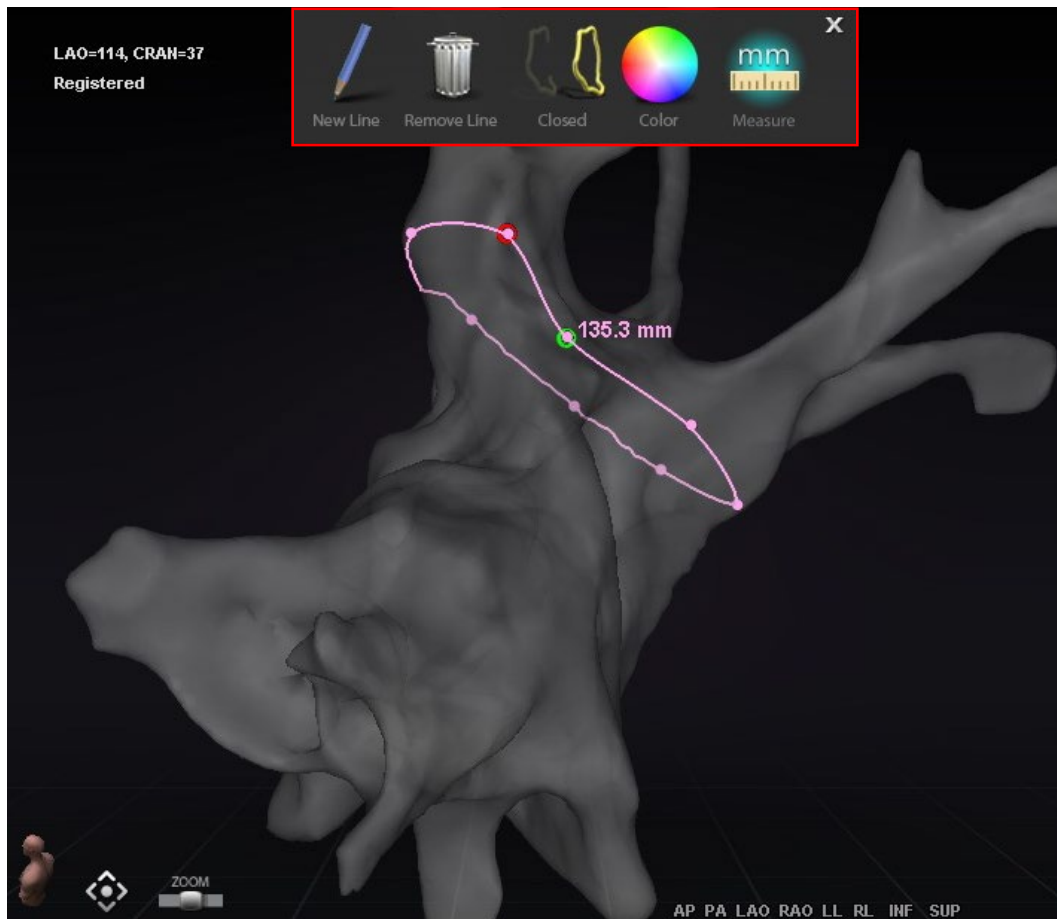 LAO=114, CRAN=37
Registered
X
mm
New Line Remove Line Closed Color Measure
135.3 mm
ZOOM
AP PA LAO RAO LL RL INF SUP